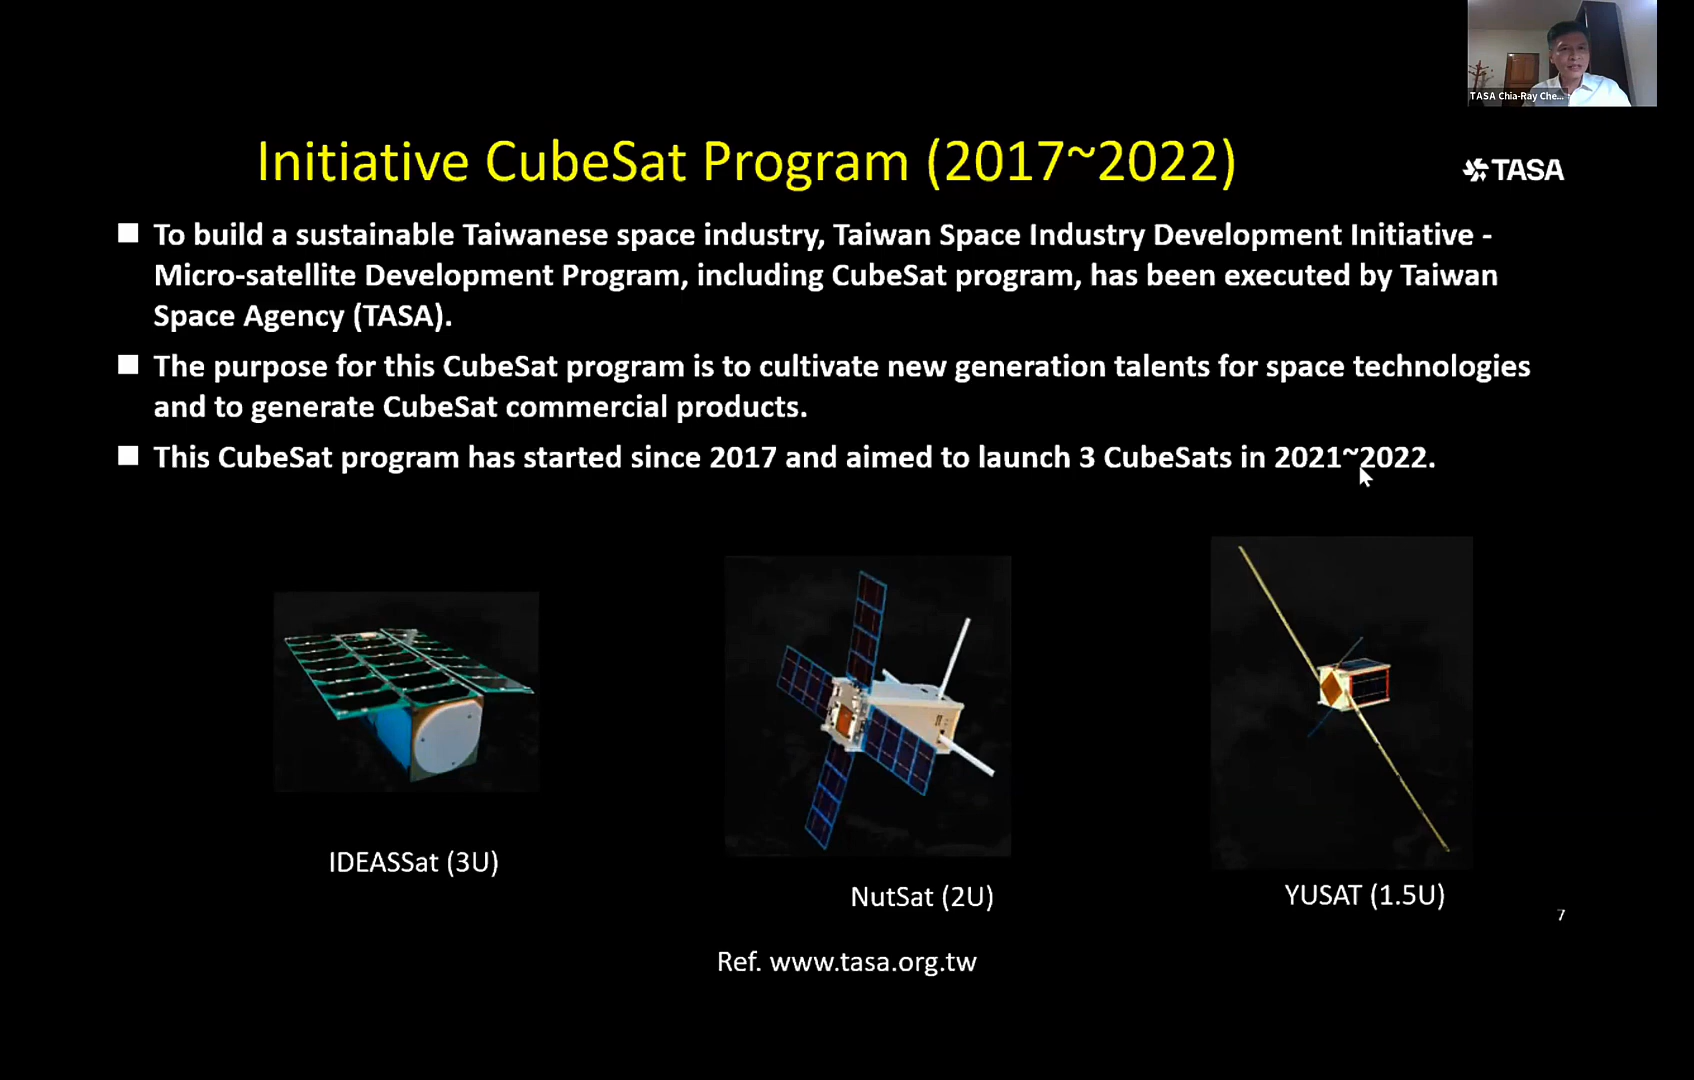 TASA Chia-Ray Che...
Initiative CubeSat Program (2017~2022)
TASA
To build a sustainable Taiwanese space industry, Taiwan Space Industry Development Initiative -
Micro-satellite Development Program, including CubeSat program, has been executed by Taiwan
Space Agency (TASA).
The purpose for this CubeSat program is to cultivate new generation talents for space technologies
and to generate CubeSat commercial products.
This CubeSat program has started since 2017 and aimed to launch 3 CubeSats in 2021~2022.
IDEASSat (3U)
NutSat (2U)
YUSAT (1.5U)
7
Ref. www.tasa.org.tw